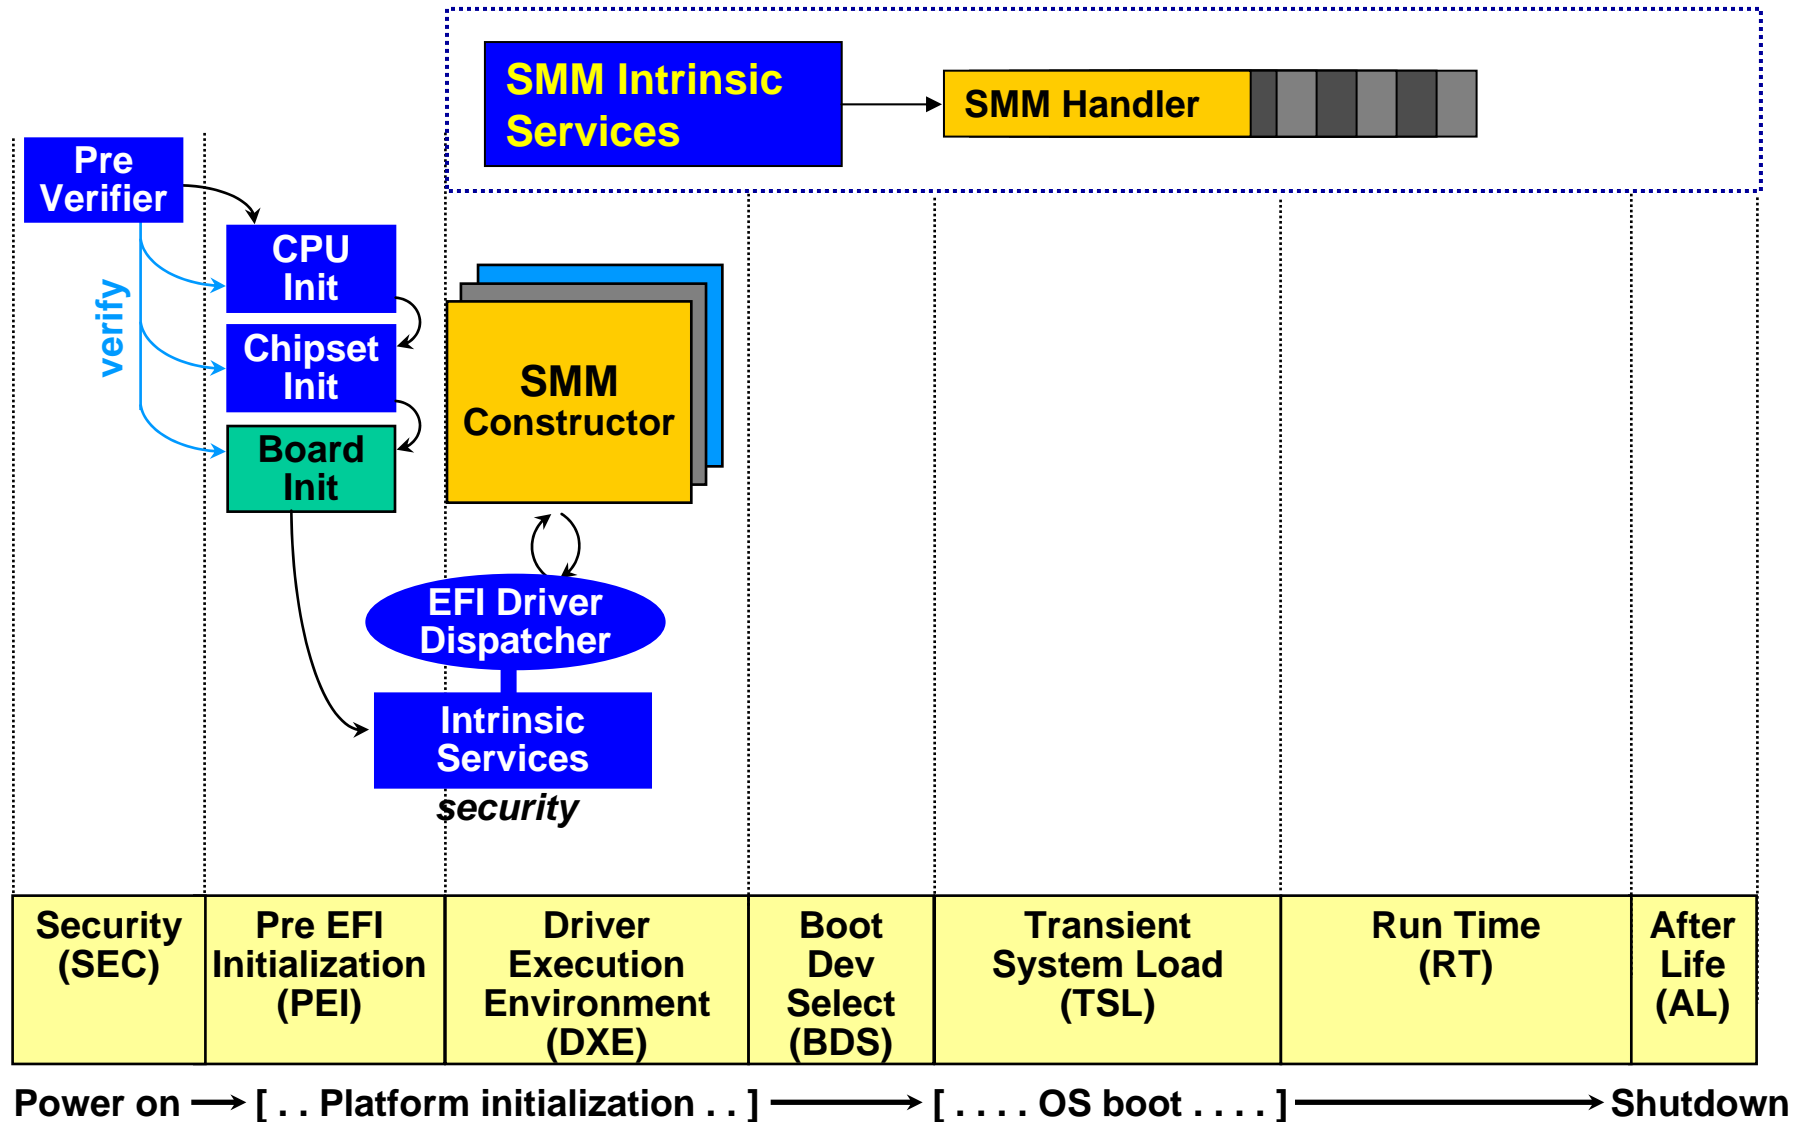 SMM Intrinsic
Services
SMM Handler
Pre
Verifier
verify
CPU
Init
Chipset
Init
Board
Init
SMM
Constructor
EFI Driver
Dispatcher
Intrinsic
Services
security
Security
(SEC)
Pre EFI
Initialization
(PEI)
Driver
Execution
Environment
(DXE)
Boot
Dev
Select
(BDS)
Transient
System Load
(TSL)
Run Time
(RT)
After
Life
(AL)
Power on [ . . Platform initialization . . ] [ . . . . OS boot . . . . ] Shutdown